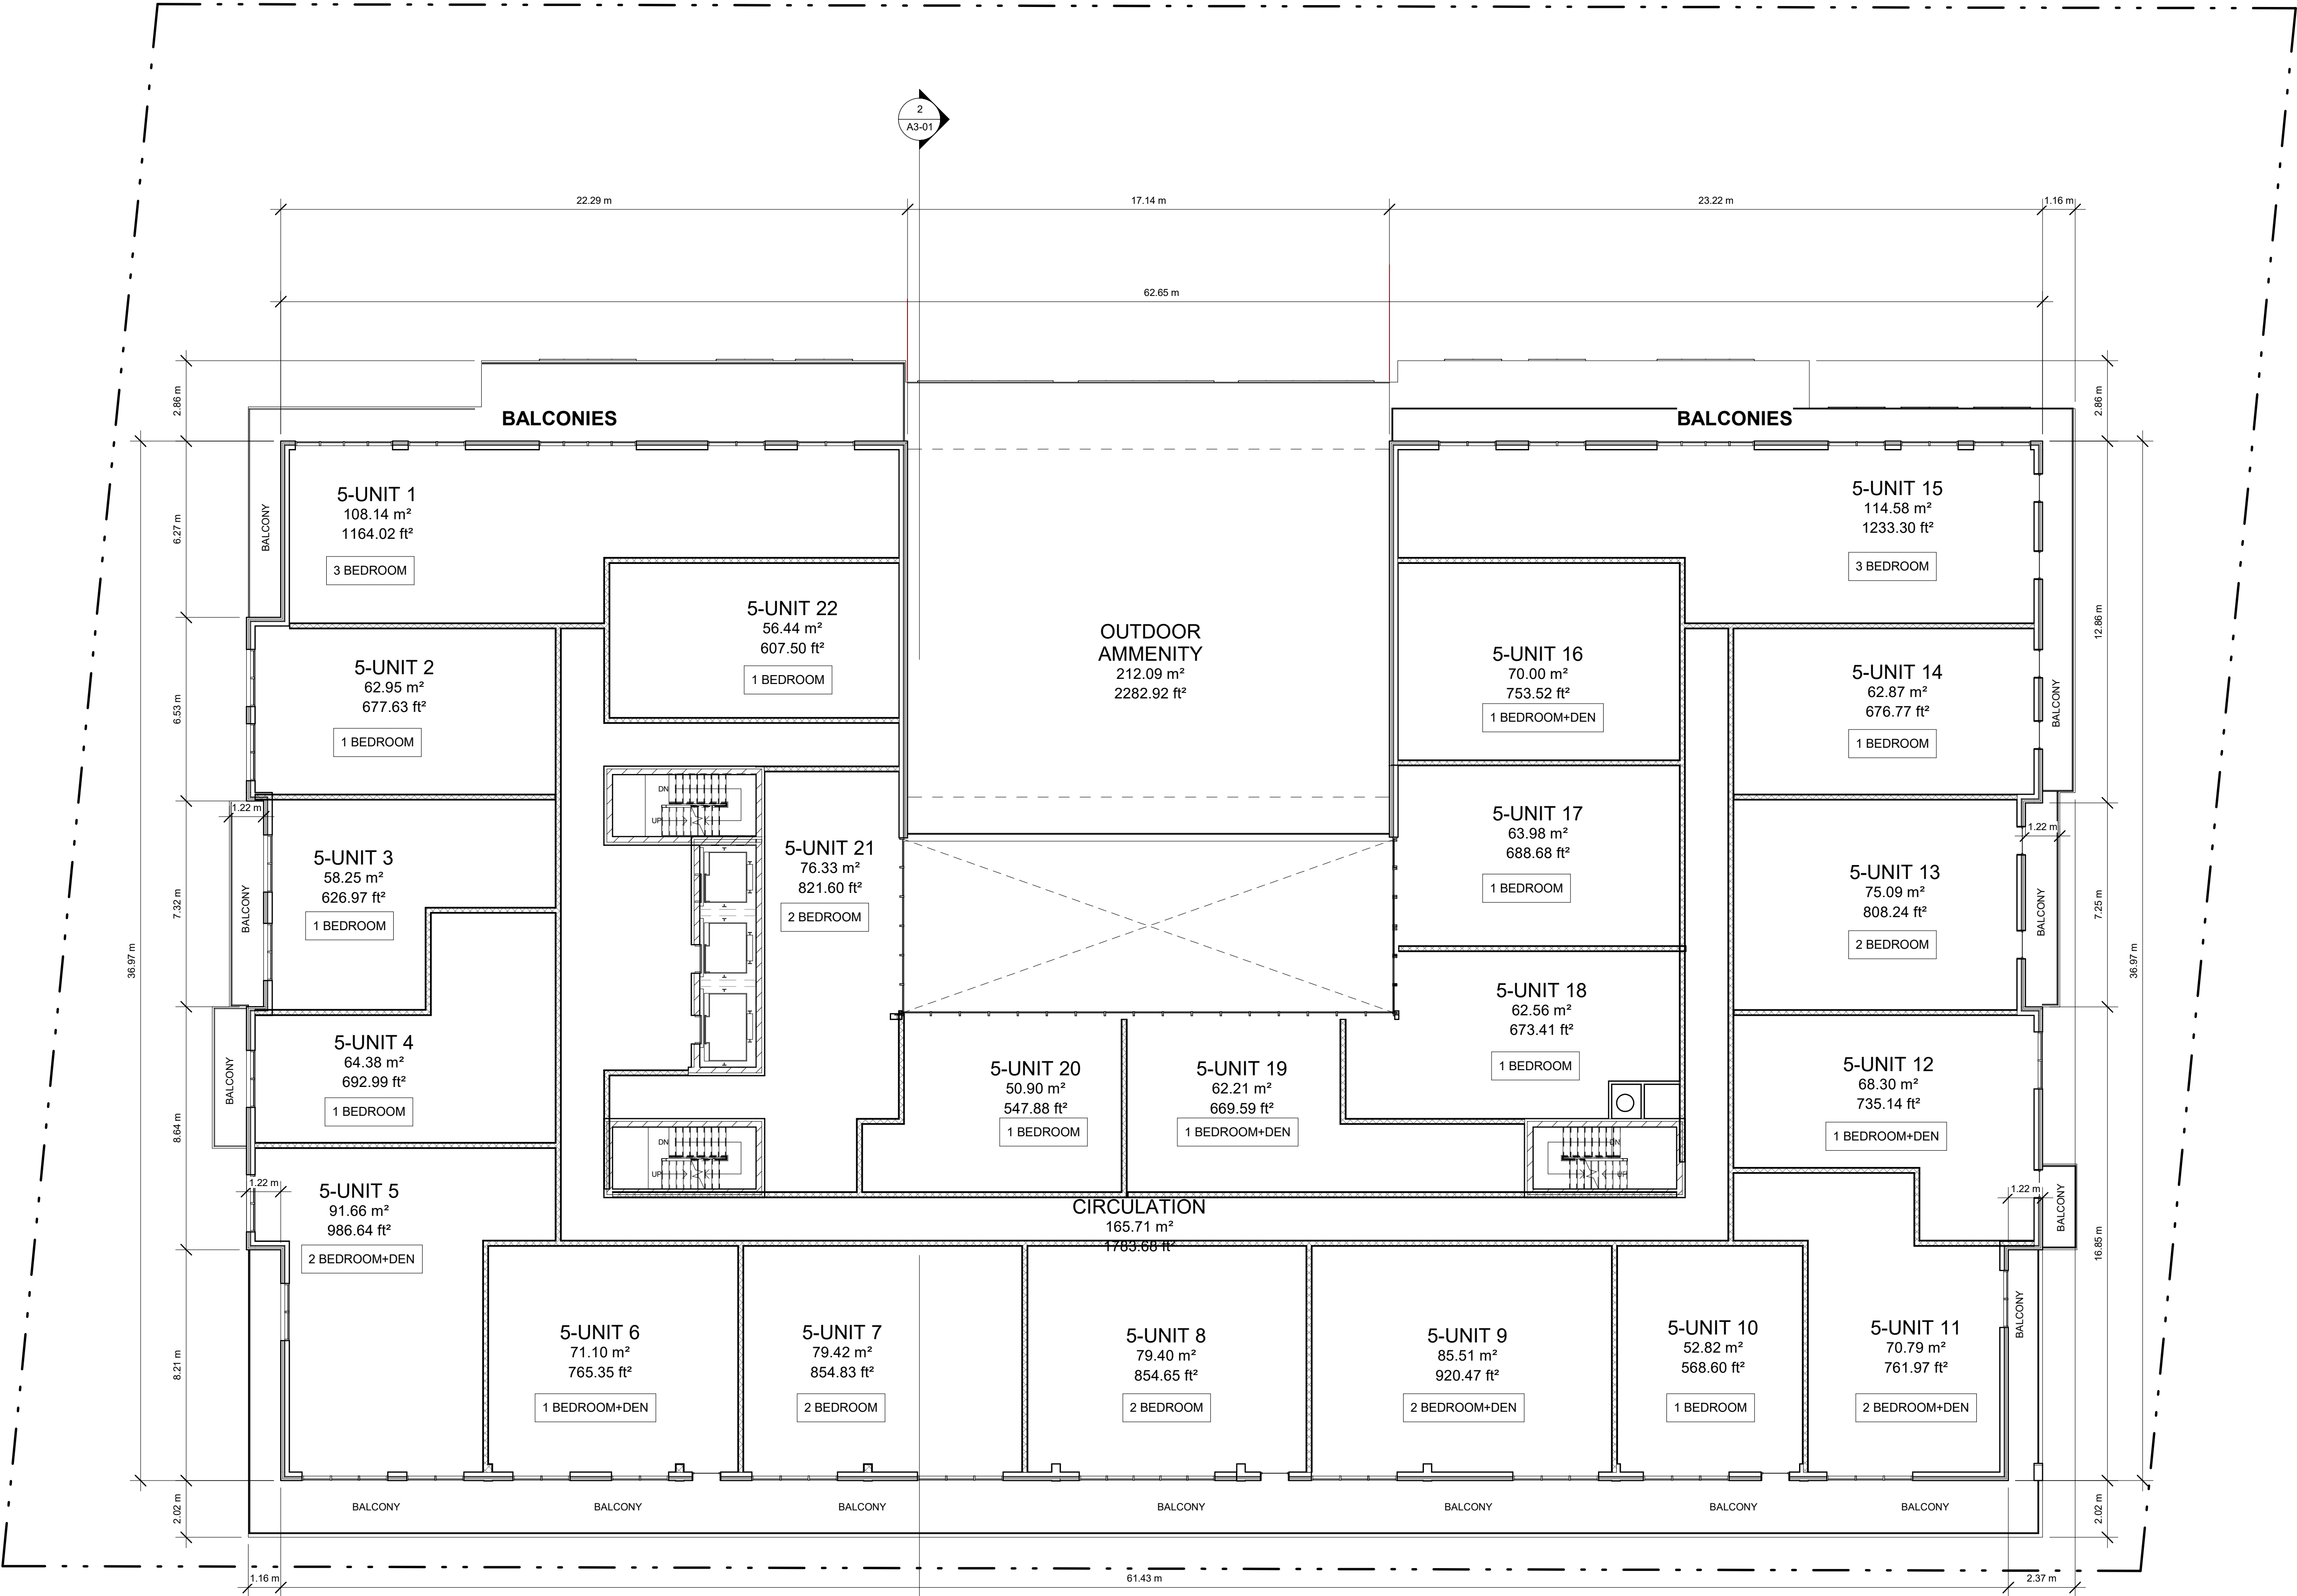 2
A3-01
22.29 m
17.14 m
23.22 m
1.16 m
62.65 m
2.86 m
2.86 m
BALCONIES
BALCONIES
BALCONY
6.27 m
5-UNIT 1
108.14 m²
1164.02 ft²
3 BEDROOM
5-UNIT 15
114.58 m²
1233.30 ft²
3 BEDROOM
12.86 m
5-UNIT 22
56.44 m²
607.50 ft²
1 BEDROOM
OUTDOOR
AMMENITY
212.09 m²
2282.92 ft²
5-UNIT 16
70.00 m²
753.52 ft²
1 BEDROOM+DEN
6.53 m
5-UNIT 2
62.95 m²
677.63 ft²
1 BEDROOM
5-UNIT 14
62.87 m²
676.77 ft²
1 BEDROOM
BALCONY
DN
UP
1.22 m
5-UNIT 3
58.25 m²
626.97 ft²
1 BEDROOM
BALCONY
7.32 m
36.97 m
5-UNIT 21
76.33 m²
821.60 ft²
2 BEDROOM
5-UNIT 17
63.98 m²
688.68 ft²
1 BEDROOM
1.22 m
5-UNIT 13
75.09 m²
808.24 ft²
2 BEDROOM
BALCONY
7.25 m
36.97 m
5-UNIT 18
62.56 m²
673.41 ft²
1 BEDROOM
5-UNIT 4
64.38 m²
692.99 ft²
1 BEDROOM
BALCONY
8.64 m
5-UNIT 20
50.90 m²
547.88 ft²
1 BEDROOM
5-UNIT 19
62.21 m²
669.59 ft²
1 BEDROOM+DEN
5-UNIT 12
68.30 m²
735.14 ft²
1 BEDROOM+DEN
DN
UP
DN
UP
1.22 m
5-UNIT 5
91.66 m²
986.64 ft²
2 BEDROOM+DEN
1.22 m
BALCONY
16.85 m
CIRCULATION
165.71 m²
1783.68 ft²
8.21 m
5-UNIT 6
71.10 m²
765.35 ft²
1 BEDROOM+DEN
5-UNIT 7
79.42 m²
854.83 ft²
2 BEDROOM
5-UNIT 8
79.40 m²
854.65 ft²
2 BEDROOM
5-UNIT 9
85.51 m²
920.47 ft²
2 BEDROOM+DEN
5-UNIT 10
52.82 m²
568.60 ft²
1 BEDROOM
5-UNIT 11
70.79 m²
761.97 ft²
2 BEDROOM+DEN
BALCONY
2.02 m
BALCONY
BALCONY
BALCONY
BALCONY
BALCONY
BALCONY
BALCONY
2.02 m
1.16 m
61.43 m
2.37 m